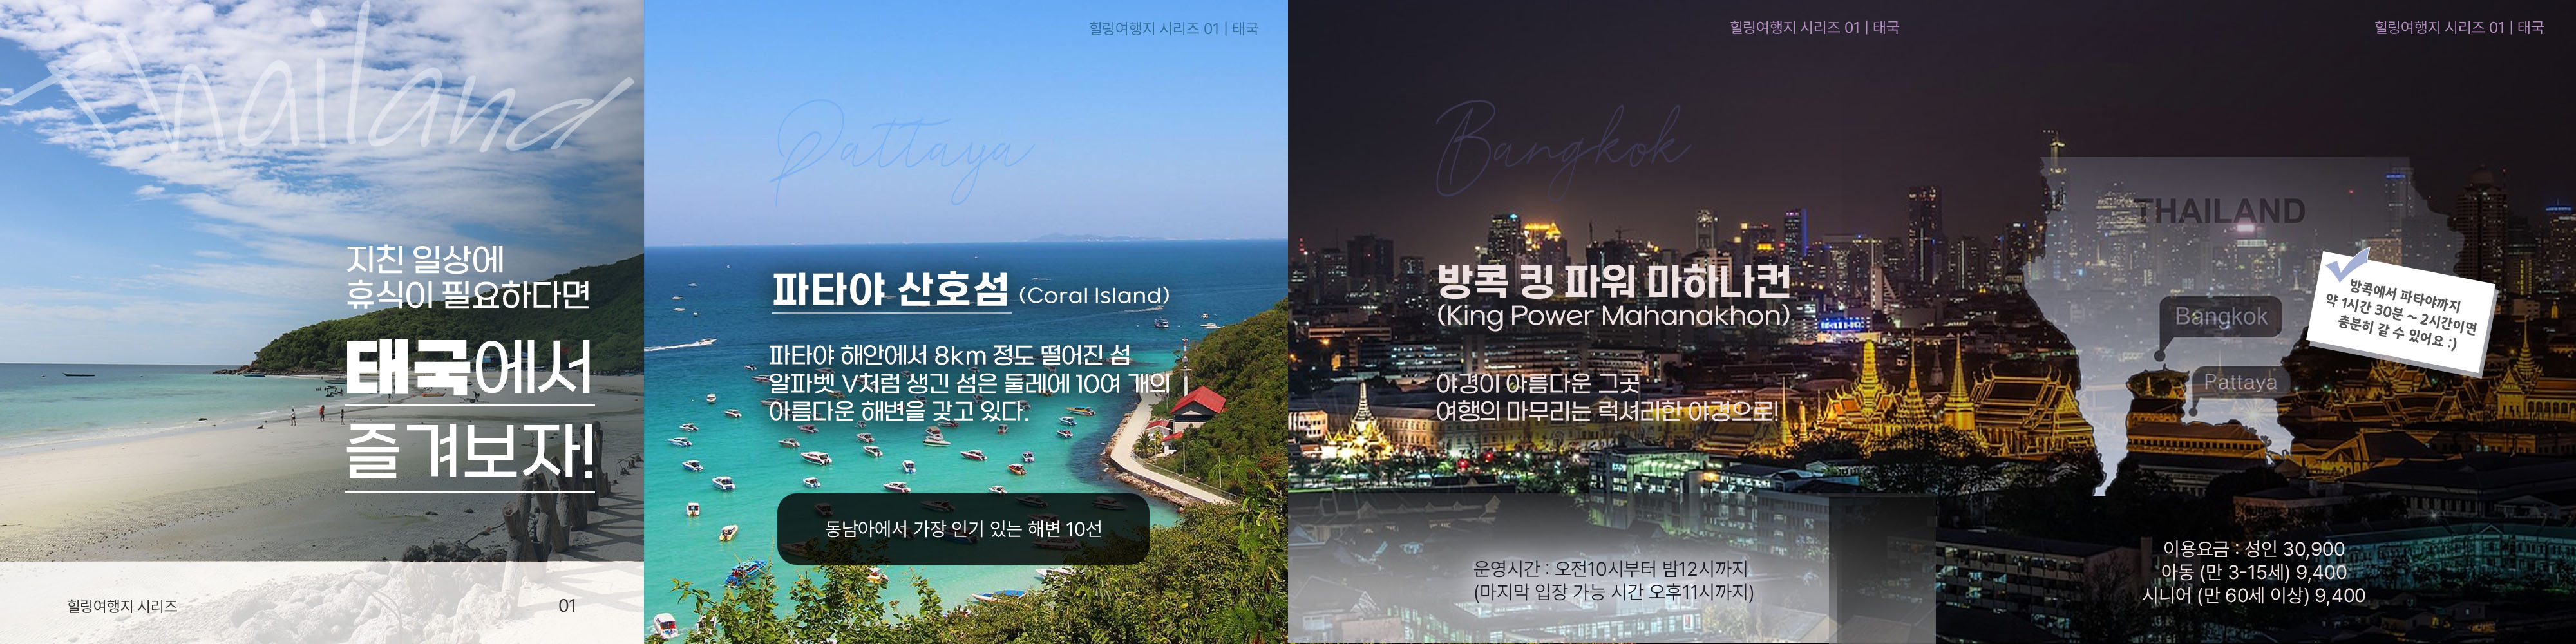 Thailand
지친 일상에
휴식이 필요하다면
태국에서
즐겨보자!
힐링여행지 시리즈
01
힐링여행지 시리즈 01 | 태국
Pattaya
파타야 산호섬 (Coral Island)
파타야 해안에서 8km 정도 떨어진 섬
알파벳 V처럼 생긴 섬은 둘레에 10여 개의
아름다운 해변을 갖고 있다.
동남아에서 가장 인기 있는 해변 10선
힐링여행지 시리즈 01 | 태국
Bangkok
방콕 킹 파워 마하나컨
(King Power Mahanakhon)
야경이 아름다운 그곳
여행의 마무리는 럭셔리한 야경으로!
운영시간 : 오전10시부터 밤12시까지
(마지막 입장 가능 시간 오후11시까지)
힐링여행지 시리즈 01 | 태국
THAILAND
Bangkok
Pattaya
방콕에서 파타야까지
약 1시간 30분 ~ 2시간이면
충분히 갈 수 있어요 :)
이용요금 : 성인 30,900
아동 (만 3-15세) 9,400
시니어 (만 60세 이상) 9,400